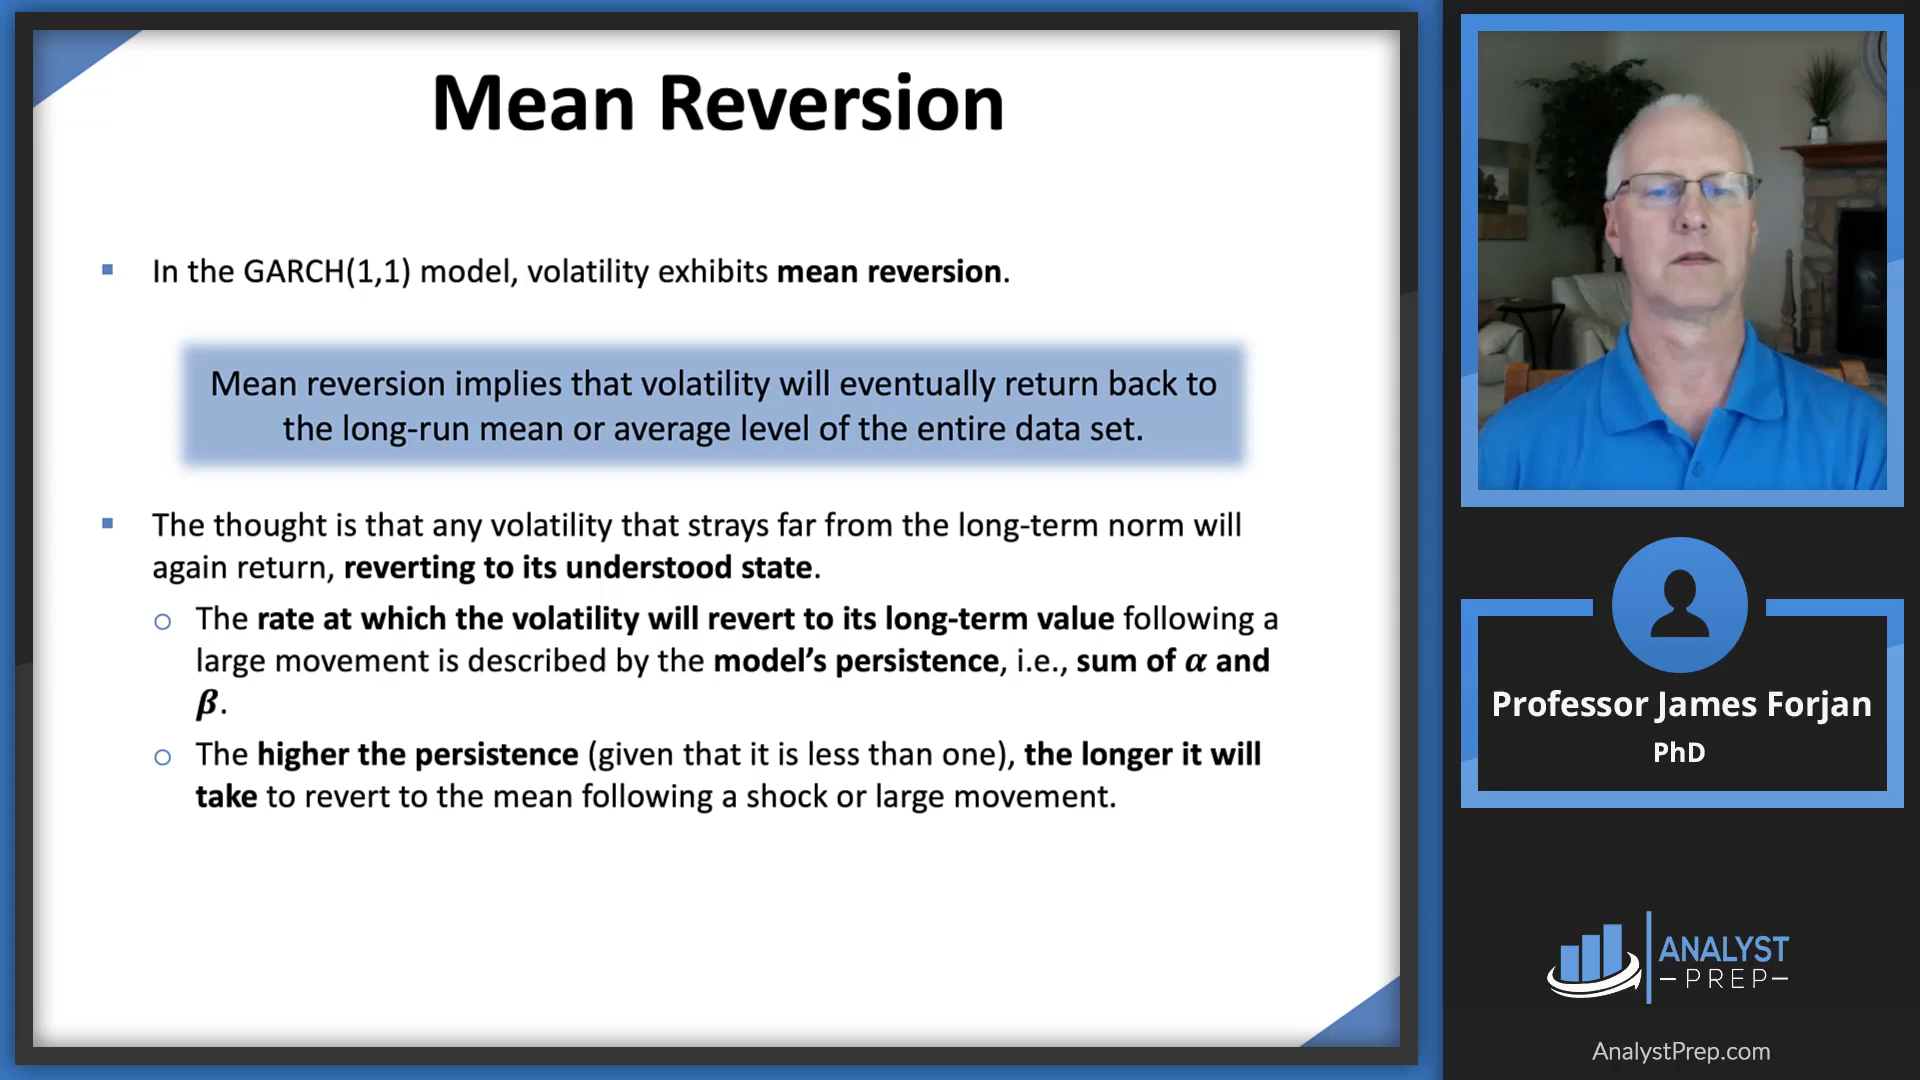 Mean Reversion
In the GARCH(1,1) model, volatility exhibits mean reversion.
Mean reversion implies that volatility will eventually return back to
the long-run mean or average level of the entire data set.
The thought is that any volatility that strays far from the long-term norm will
again return, reverting to its understood state.
The rate at which the volatility will revert to its long-term value following a
large movement is described by the model’s persistence, i.e., sum of α and
β.
The higher the persistence (given that it is less than one), the longer it will
take to revert to the mean following a shock or large movement.
Professor James Forjan
PhD
ANALYST
PREP
AnalystPrep.com